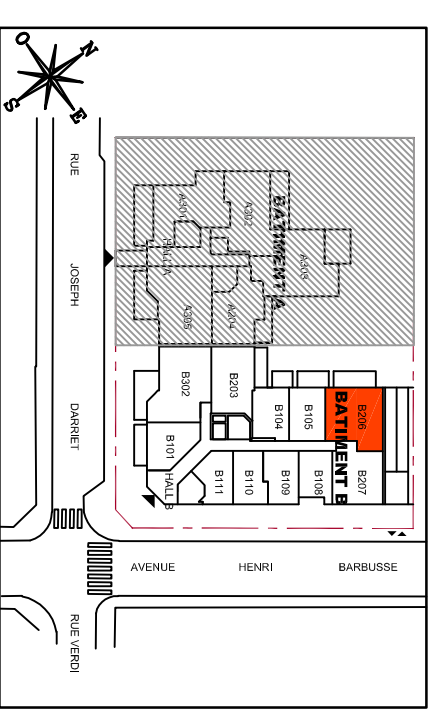 O
N
S
E
RUE JOSEPH DARRIET
BATIMENT A
A301
A302
A303
HALL A
A305
A204
BATIMENT B
B302
B203
B104
B105
B206
B101
HALL B
B111
B110
B109
B108
B207
AVENUE HENRI BARBUSSE
RUE VERDI